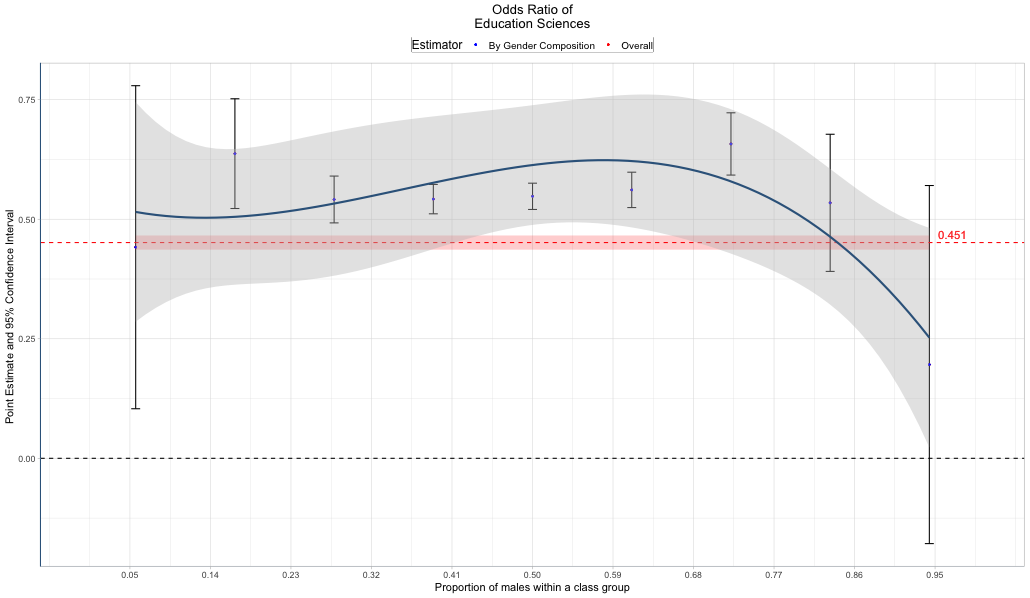 Odds Ratio of
Education Sciences
Estimator By Gender Composition Overall
Point Estimate and 95% Confidence Interval
0.75
0.50
0.25
0.00
0.451
0.05 0.14 0.23 0.32 0.41 0.50 0.59 0.68 0.77 0.86 0.95
Proportion of males within a class group